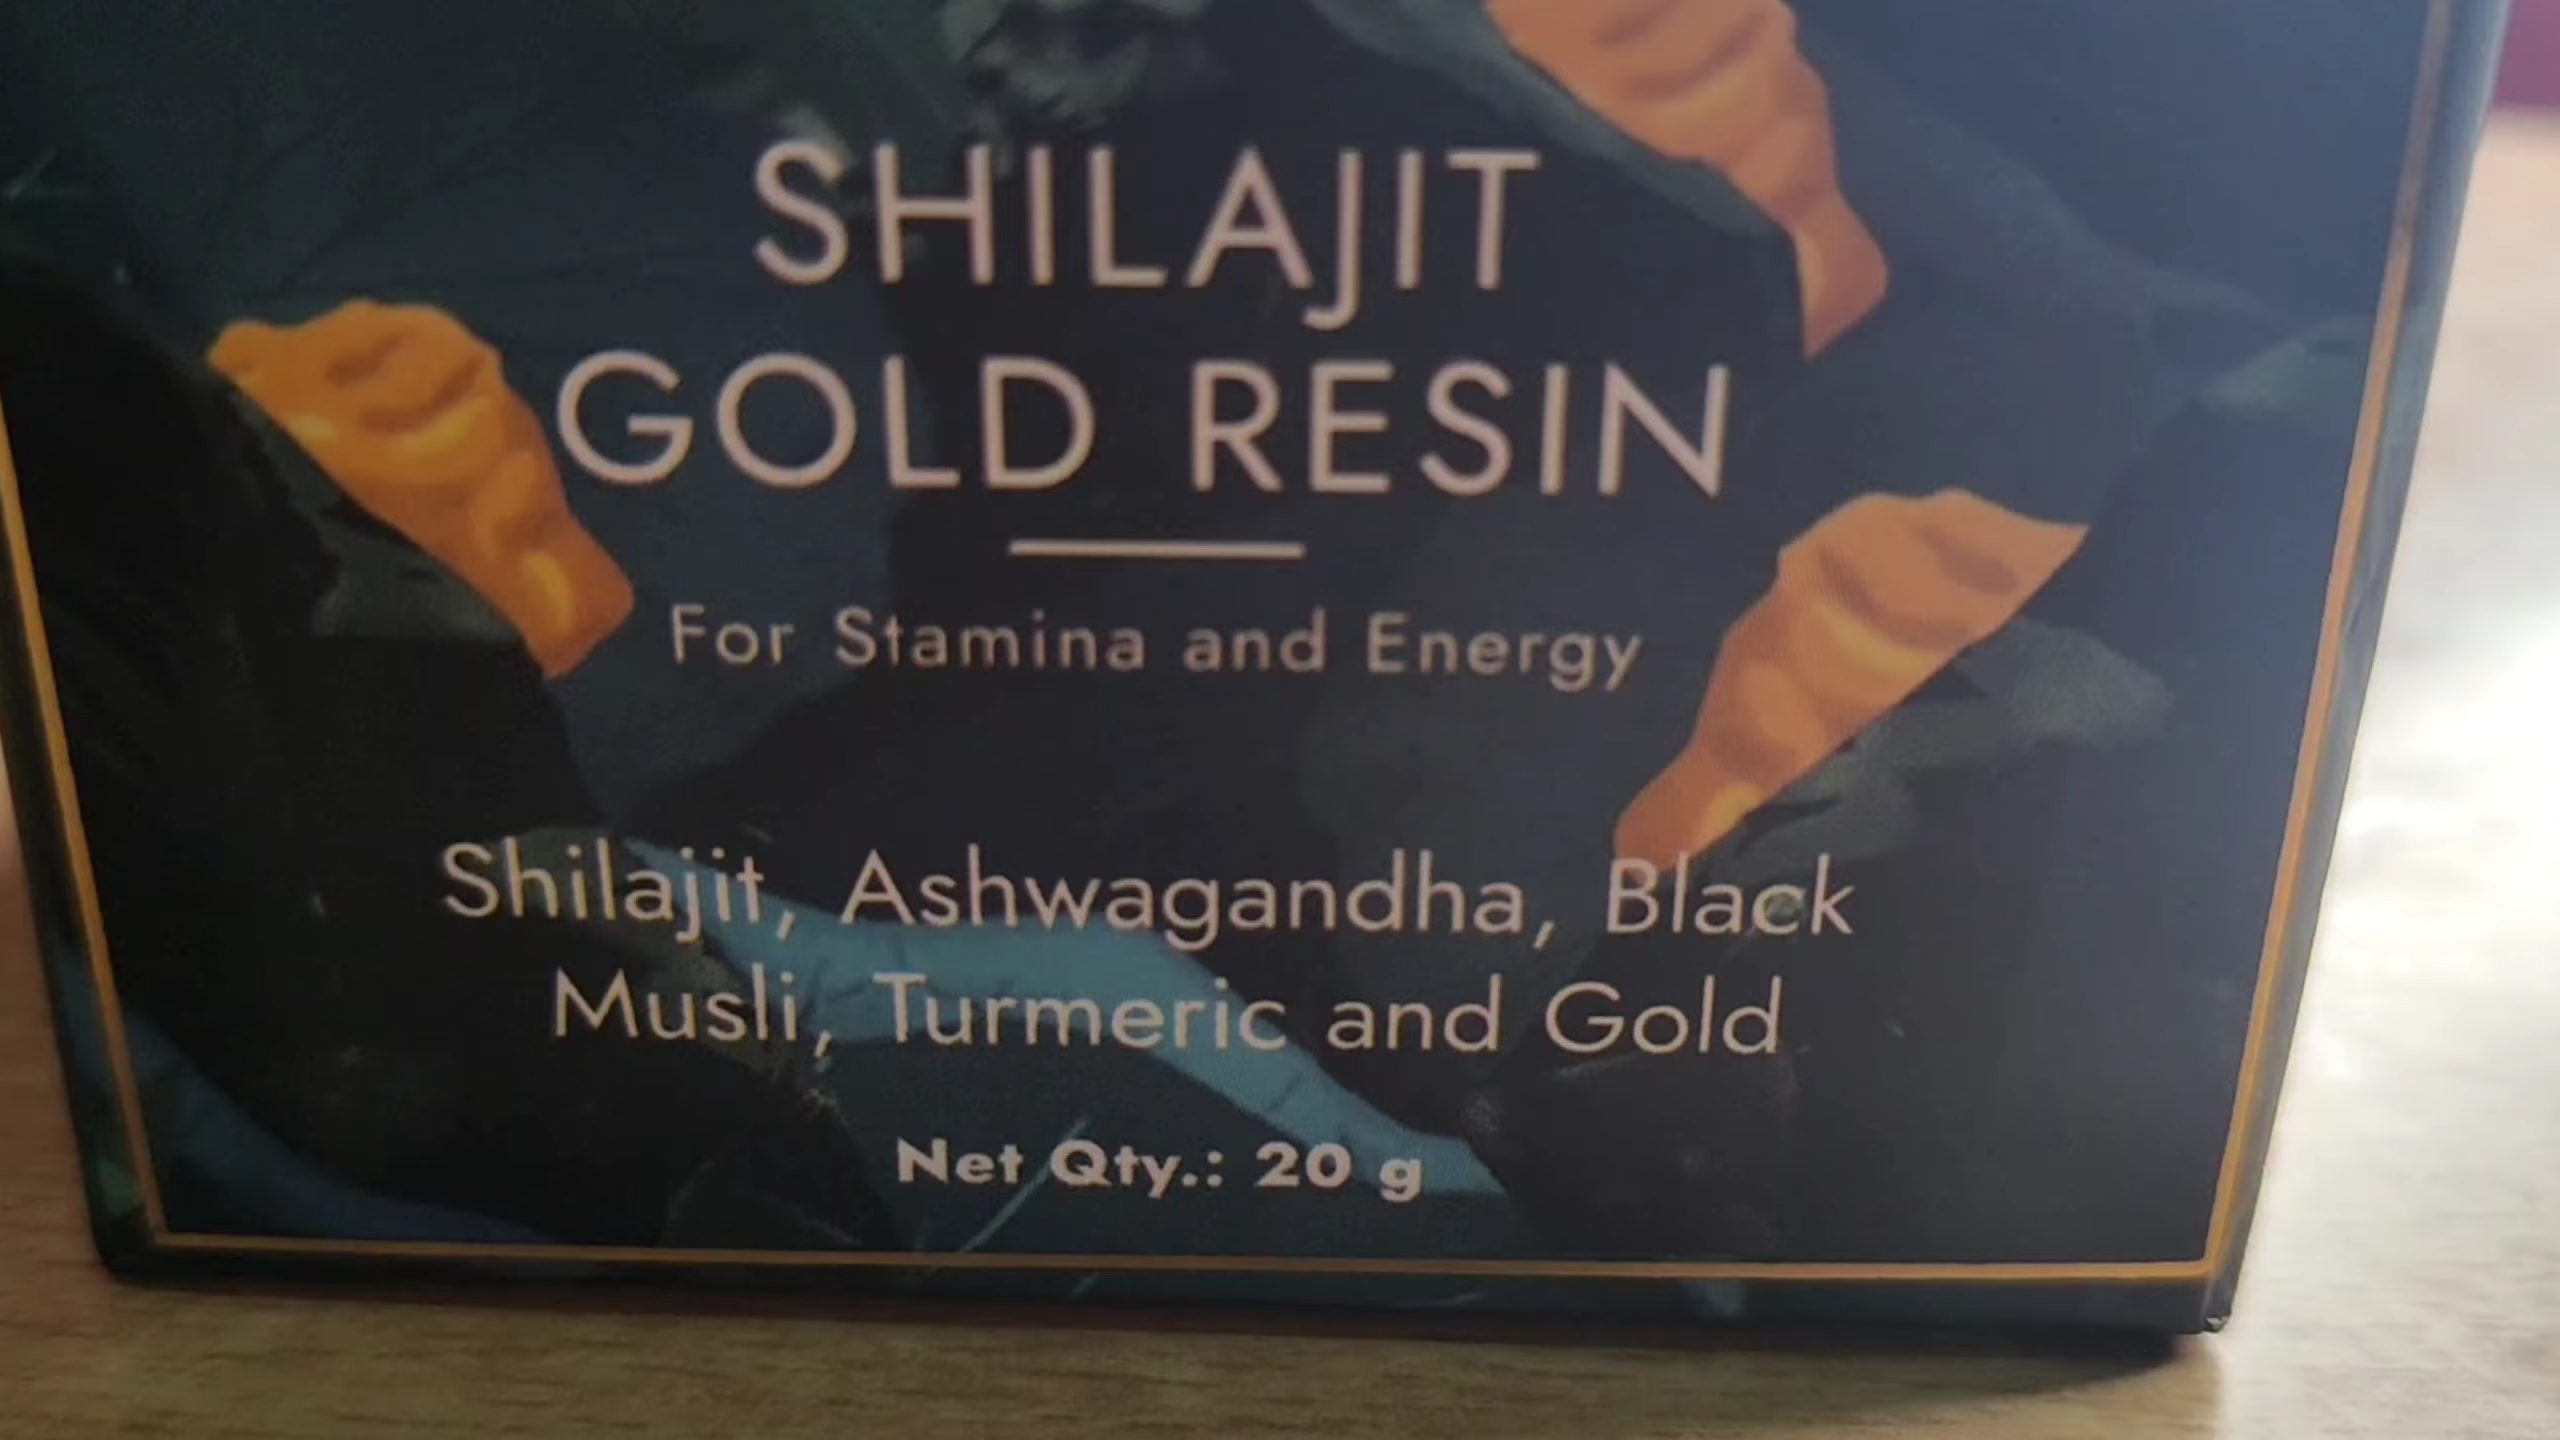 SHILAJIT
GOLD RESIN
For Stamina and Energy
Shilajit, Ashwagandha, Black
Musli, Turmeric and Gold
Net Qty.: 20 g